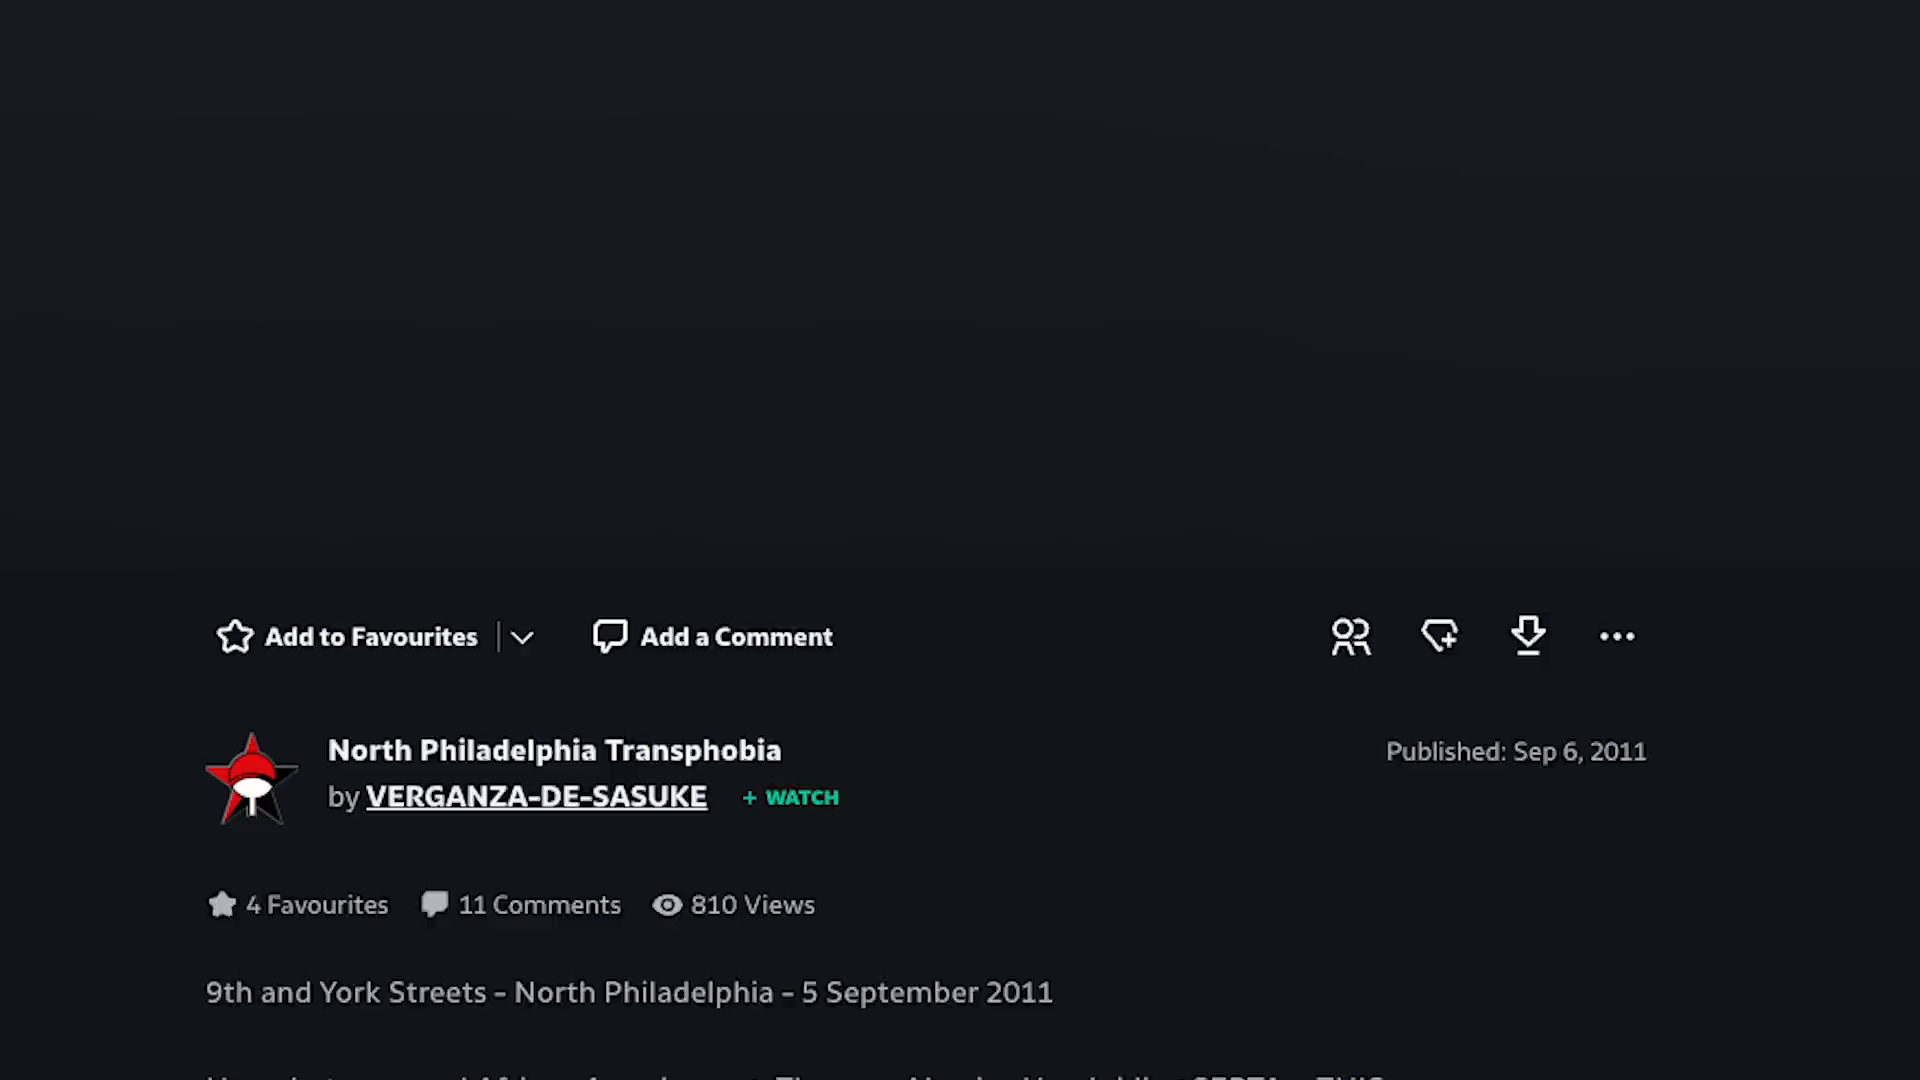 Add to Favourites
Add a Comment
North Philadelphia Transphobia
Published: Sep 6, 2011
by VERGANZA-DE-SASUKE + WATCH
4 Favourites 11 Comments 810 Views
9th and York Streets - North Philadelphia - 5 September 2011